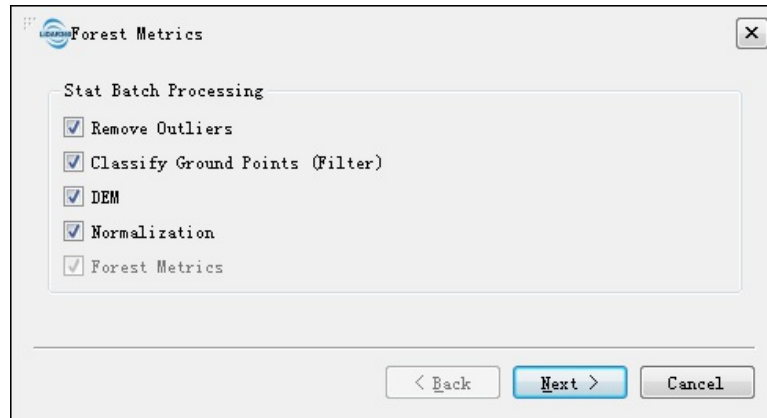 Forest Metrics
Stat Batch Processing
Remove Outliers
Classify Ground Points (Filter)
DEM
Normalization
Forest Metrics
< Back
Next >
Cancel